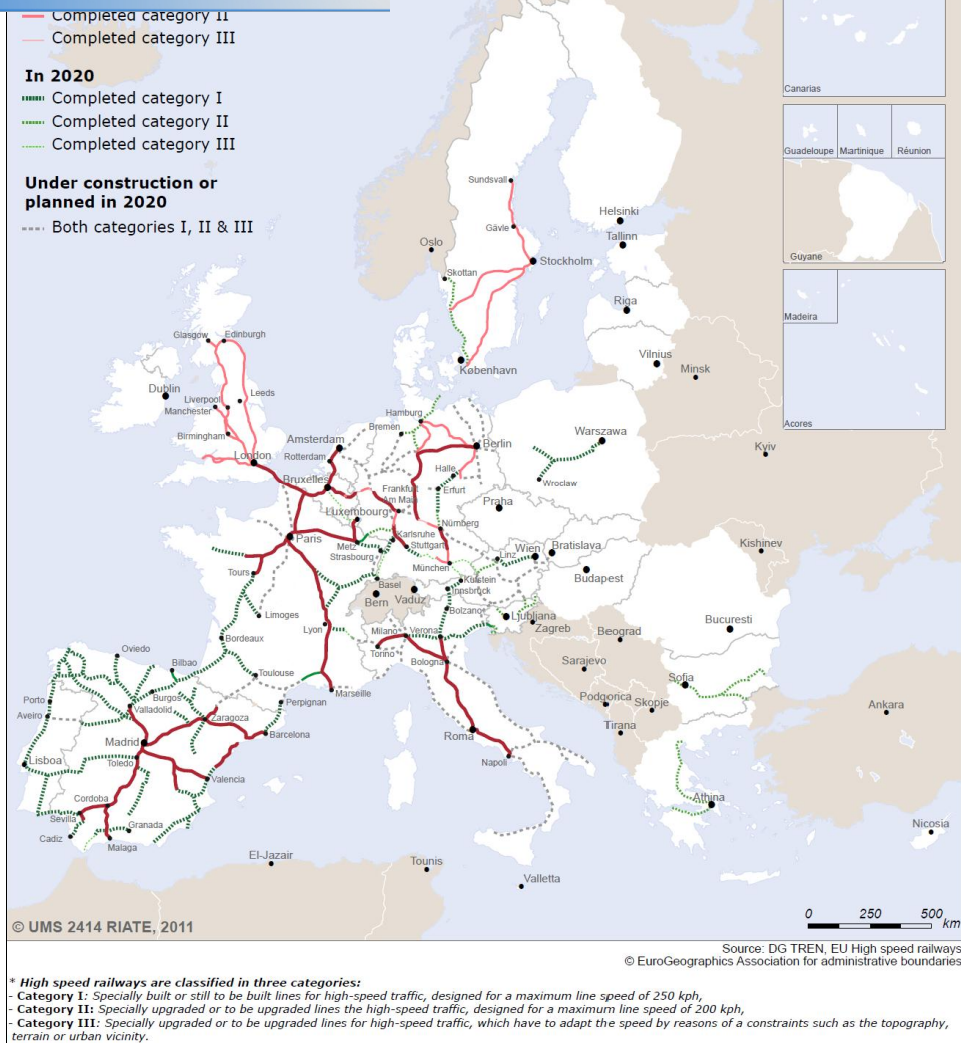 Completed category II
Completed category III
In 2020
Completed category I
Completed category II
Completed category III
Under construction or
planned in 2020
Both categories I, II & III
Canarias
Guadeloupe
Martinique
Réunion
Guyane
Madeira
Acores
Sundsvall
Gävle
Helsinki
Tallinn
Oslo
Stockholm
Skottan
Riga
Glasgow
Edinburgh
København
Vilnius
Minsk
Dublin
Liverpool
Leeds
Manchester
Birmingham
Hamburg
Bremen
Amsterdam
Berlin
Warszawa
London
Rotterdam
Kyiv
Bruxelles
Halle
Wroclaw
Frankfurt
Am Main
Erfurt
Luxembourg
Praha
Paris
Nürnberg
Karlsruhe
Metz
Stuttgart
Strasbourg
Linz
Wien
Bratislava
Kishinev
München
Budapest
Tours
Basel
Kufstein
Innsbrück
Bern
Vaduz
Limoges
Bolzano
Ljubljana
Lyon
Milano
Verona
Zagreb
Beograd
Bucuresti
Bordeaux
Torino
Oviedo
Bilbao
Bologna
Sarajevo
Toulouse
Sofia
Porto
Burgos
Marseille
Perpignan
Podgorica
Skopje
Ankara
Aveiro
Valladolid
Zaragoza
Tirana
Barcelona
Roma
Madrid
Lisboa
Toledo
Napoli
Valencia
Cordoba
Athina
Sevilla
Granada
Cadiz
Malaga
Nicosia
El-Jazair
Tounis
Valletta
© UMS 2414 RIATE, 2011
0 250 500 km
Source: DG TREN, EU High speed railways
© EuroGeographics Association for administrative boundaries
* High speed railways are classified in three categories:
- Category I: Specially built or still to be built lines for high-speed traffic, designed for a maximum line speed of 250 kph,
- Category II: Specially upgraded or to be upgraded lines the high-speed traffic, designed for a maximum line speed of 200 kph,
- Category III: Specially upgraded or to be upgraded lines for high-speed traffic, which have to adapt the speed by reasons of a constraints such as the topography,
terrain or urban vicinity.